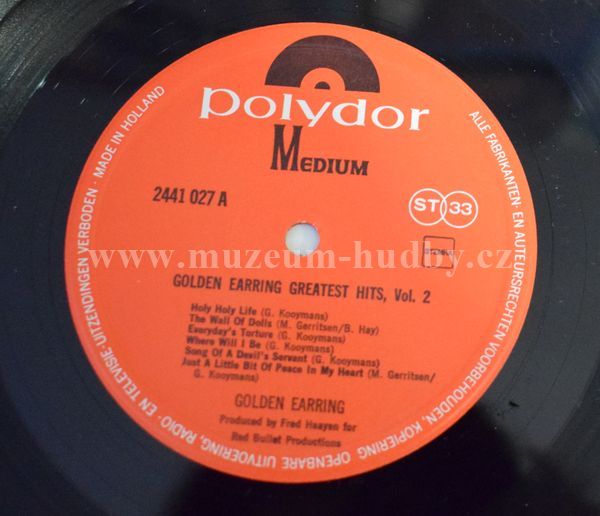 polydor
MEDIUM
2441 027 A
ST 33
STEMRA
www.muzeum-hudby.cz
GOLDEN EARRING GREATEST HITS, Vol. 2
Holy Holy Life (G. Kooymans)
The Wall Of Dolls (M. Gerritsen/B. Hay)
Everyday's Torture (G. Kooymans)
Where Will I Be (G. Kooymans)
Song Of A Devil's Servant (G. Kooymans)
Just A Little Bit Of Peace In My Heart (M. Gerritsen/
G. Kooymans)
GOLDEN EARRING
Produced by Fred Haayen for
Red Bullet Productions
ALLE FABRIKANTEN- EN AUTEURSRECHTEN VOORBEHOUDEN. KOPIERING, OPENBARE UITVOERING, RADIO- EN TELEVISIE-UITZENDINGEN VERBODEN · MADE IN HOLLAND